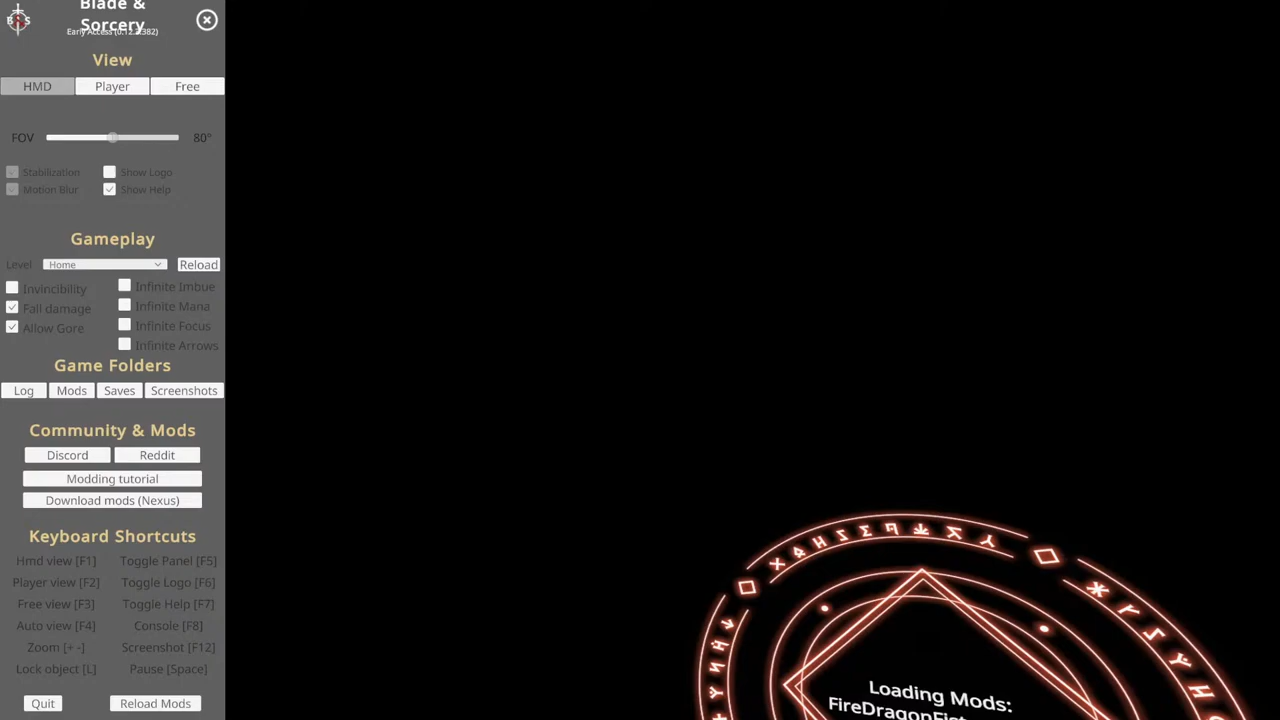 Blade &
Sorcery
HMD Player Free
View
FOV 80°
Stabilization Show Logo
Motion Blur Show Help
Gameplay
Level Home Reload
Invincibility Infinite Imbue
Fall damage Infinite Mana
Allow Gore Infinite Focus
Infinite Arrows
Game Folders
Log Mods Saves Screenshots
Community & Mods
Discord Reddit
Modding tutorial
Download mods (Nexus)
Keyboard Shortcuts
Hmd view [F1] Toggle Panel [F5]
Player view [F2] Toggle Logo [F6]
Free view [F3] Toggle Help [F7]
Auto view [F4] Console [F8]
Zoom [+ -] Screenshot [F12]
Lock object [L] Pause [Space]
Quit Reload Mods
Loading Mods: